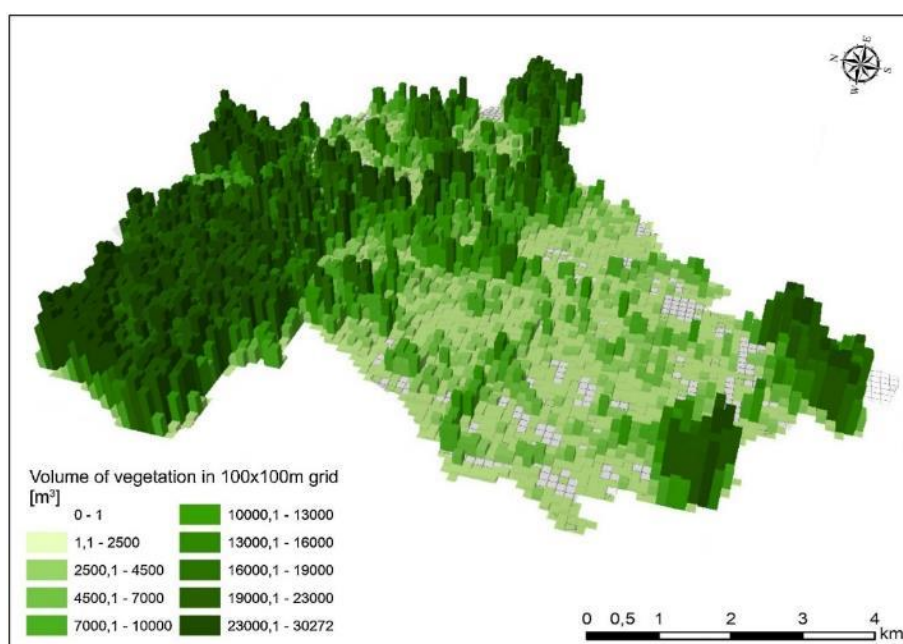 N
E
W
S
Volume of vegetation in 100x100m grid
[m³]
0 - 1
1,1 - 2500
2500,1 - 4500
4500,1 - 7000
7000,1 - 10000
10000,1 - 13000
13000,1 - 16000
16000,1 - 19000
19000,1 - 23000
23000,1 - 30272
0 0,5 1 2 3 4
km